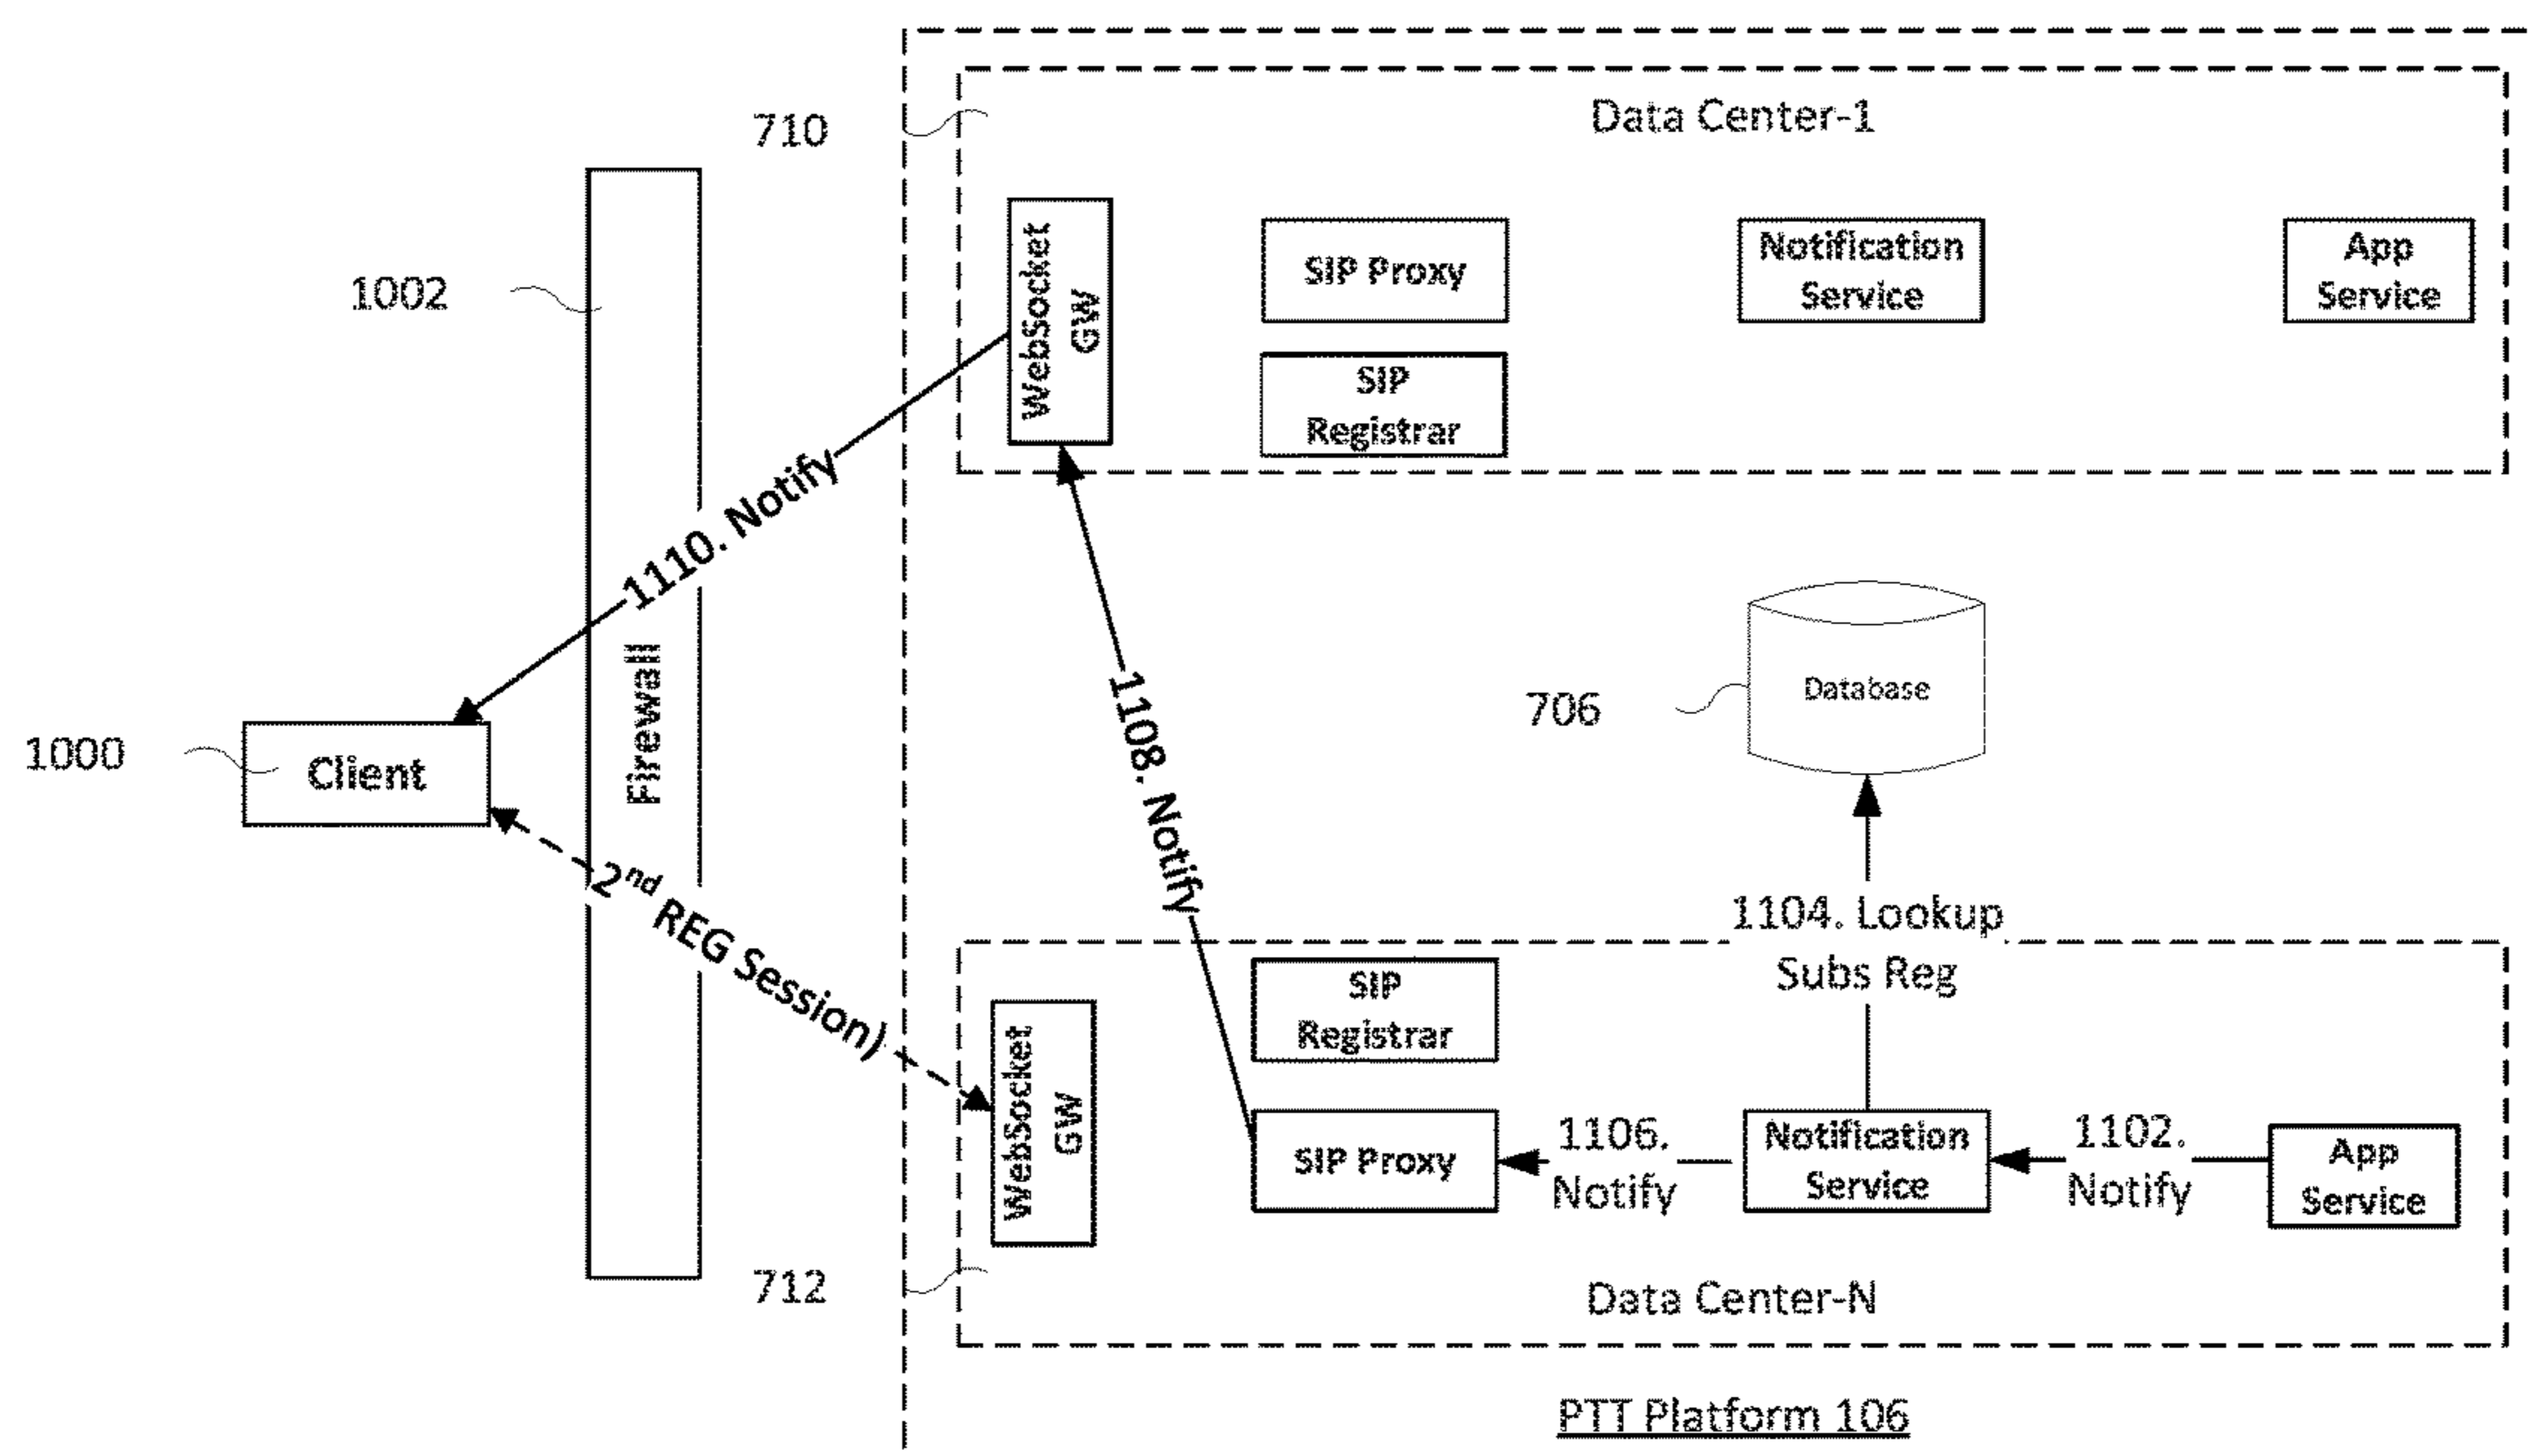 710
Data Center-1
1002
WebSocket
GW
SIP Proxy
Notification
Service
App
Service
SIP
Registrar
1110. Notify
Firewall
1000
Client
1108. Notify
706
Database
2nd REG Session)
1104. Lookup
Subs Reg
SIP
Registrar
WebSocket
GW
SIP Proxy
1106.
Notify
Notification
Service
1102.
Notify
App
Service
712
Data Center-N
PTT Platform 106